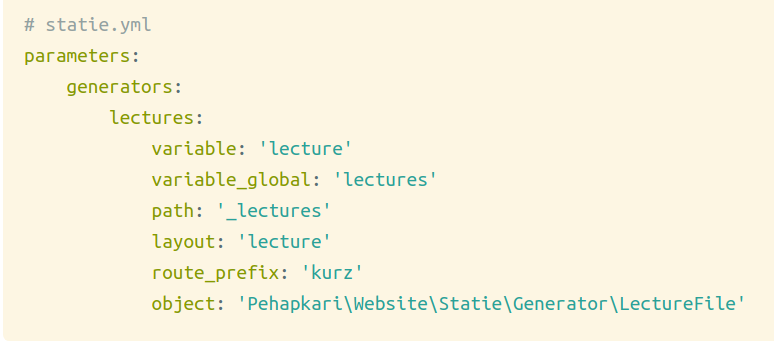 # statie.yml
parameters:
    generators:
        lectures:
            variable: 'lecture'
            variable_global: 'lectures'
            path: '_lectures'
            layout: 'lecture'
            route_prefix: 'kurz'
            object: 'Pehapkari\Website\Statie\Generator\LectureFile'